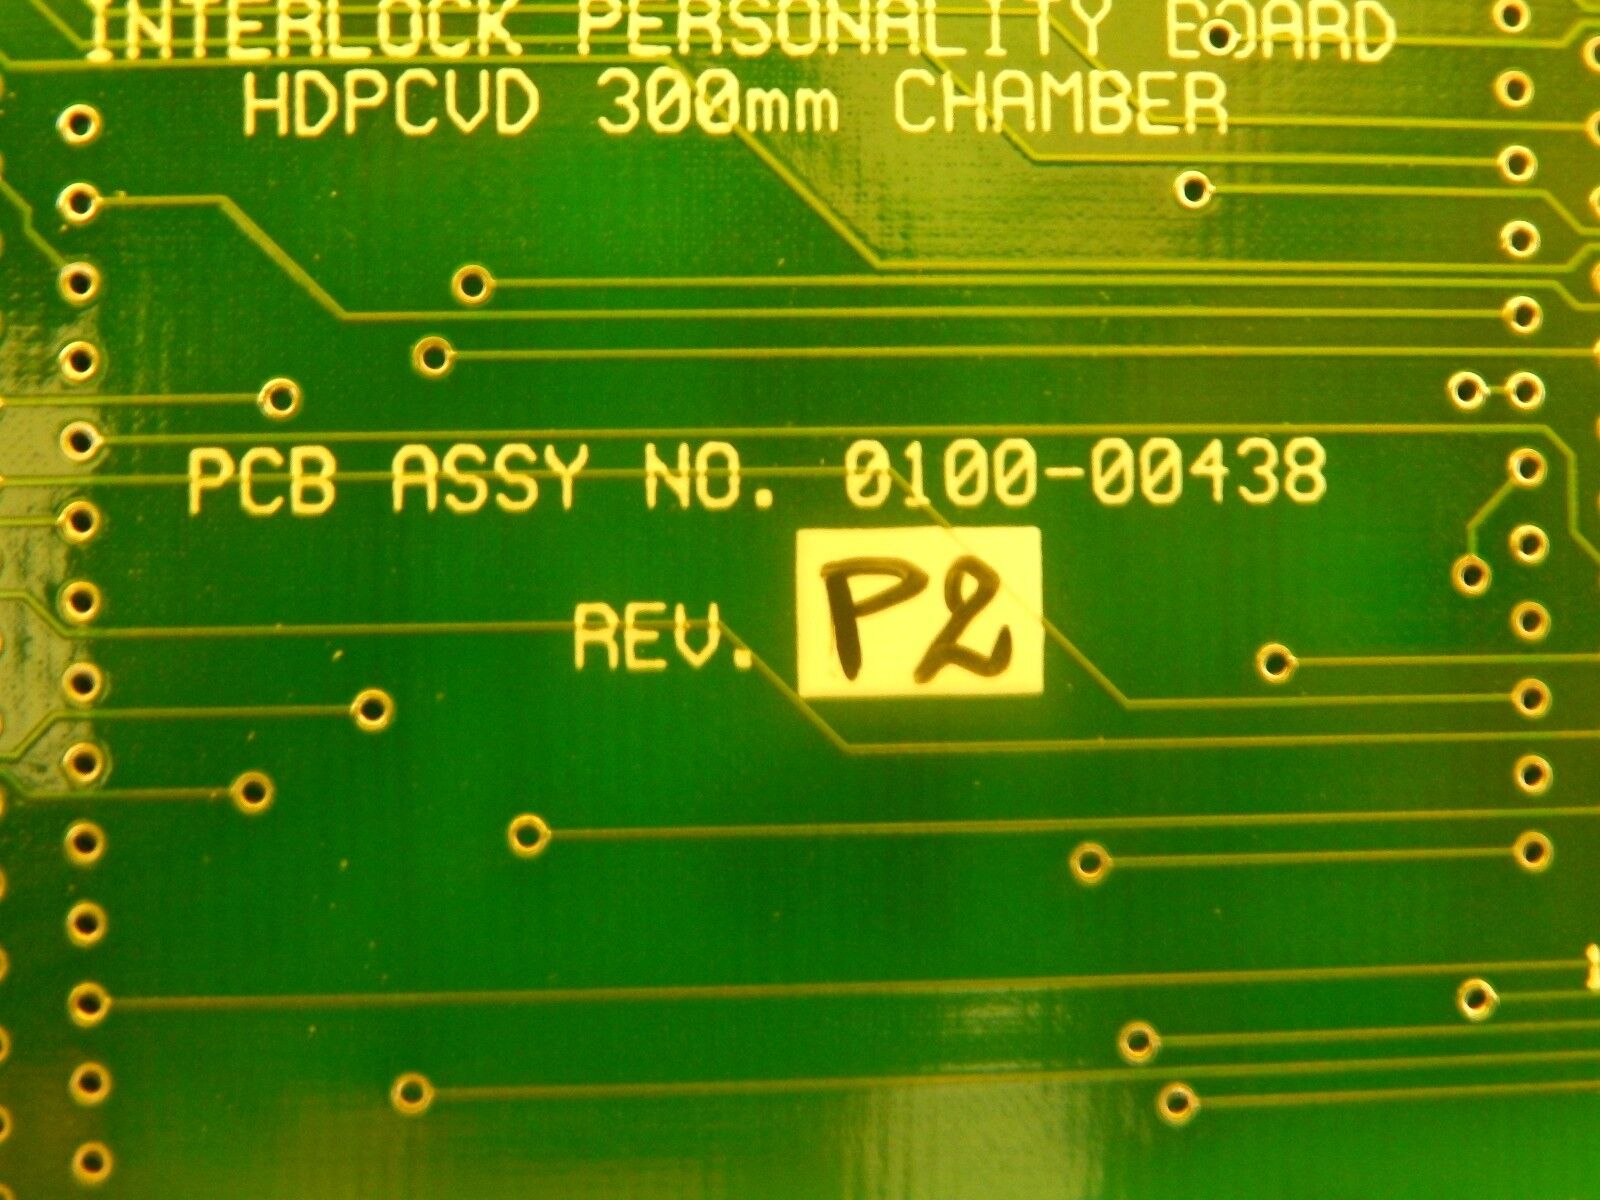 INTERLOCK PERSONALITY BOARD
HDPCVD 300mm CHAMBER
PCB ASSY NO. 0100-00438
REV. P2